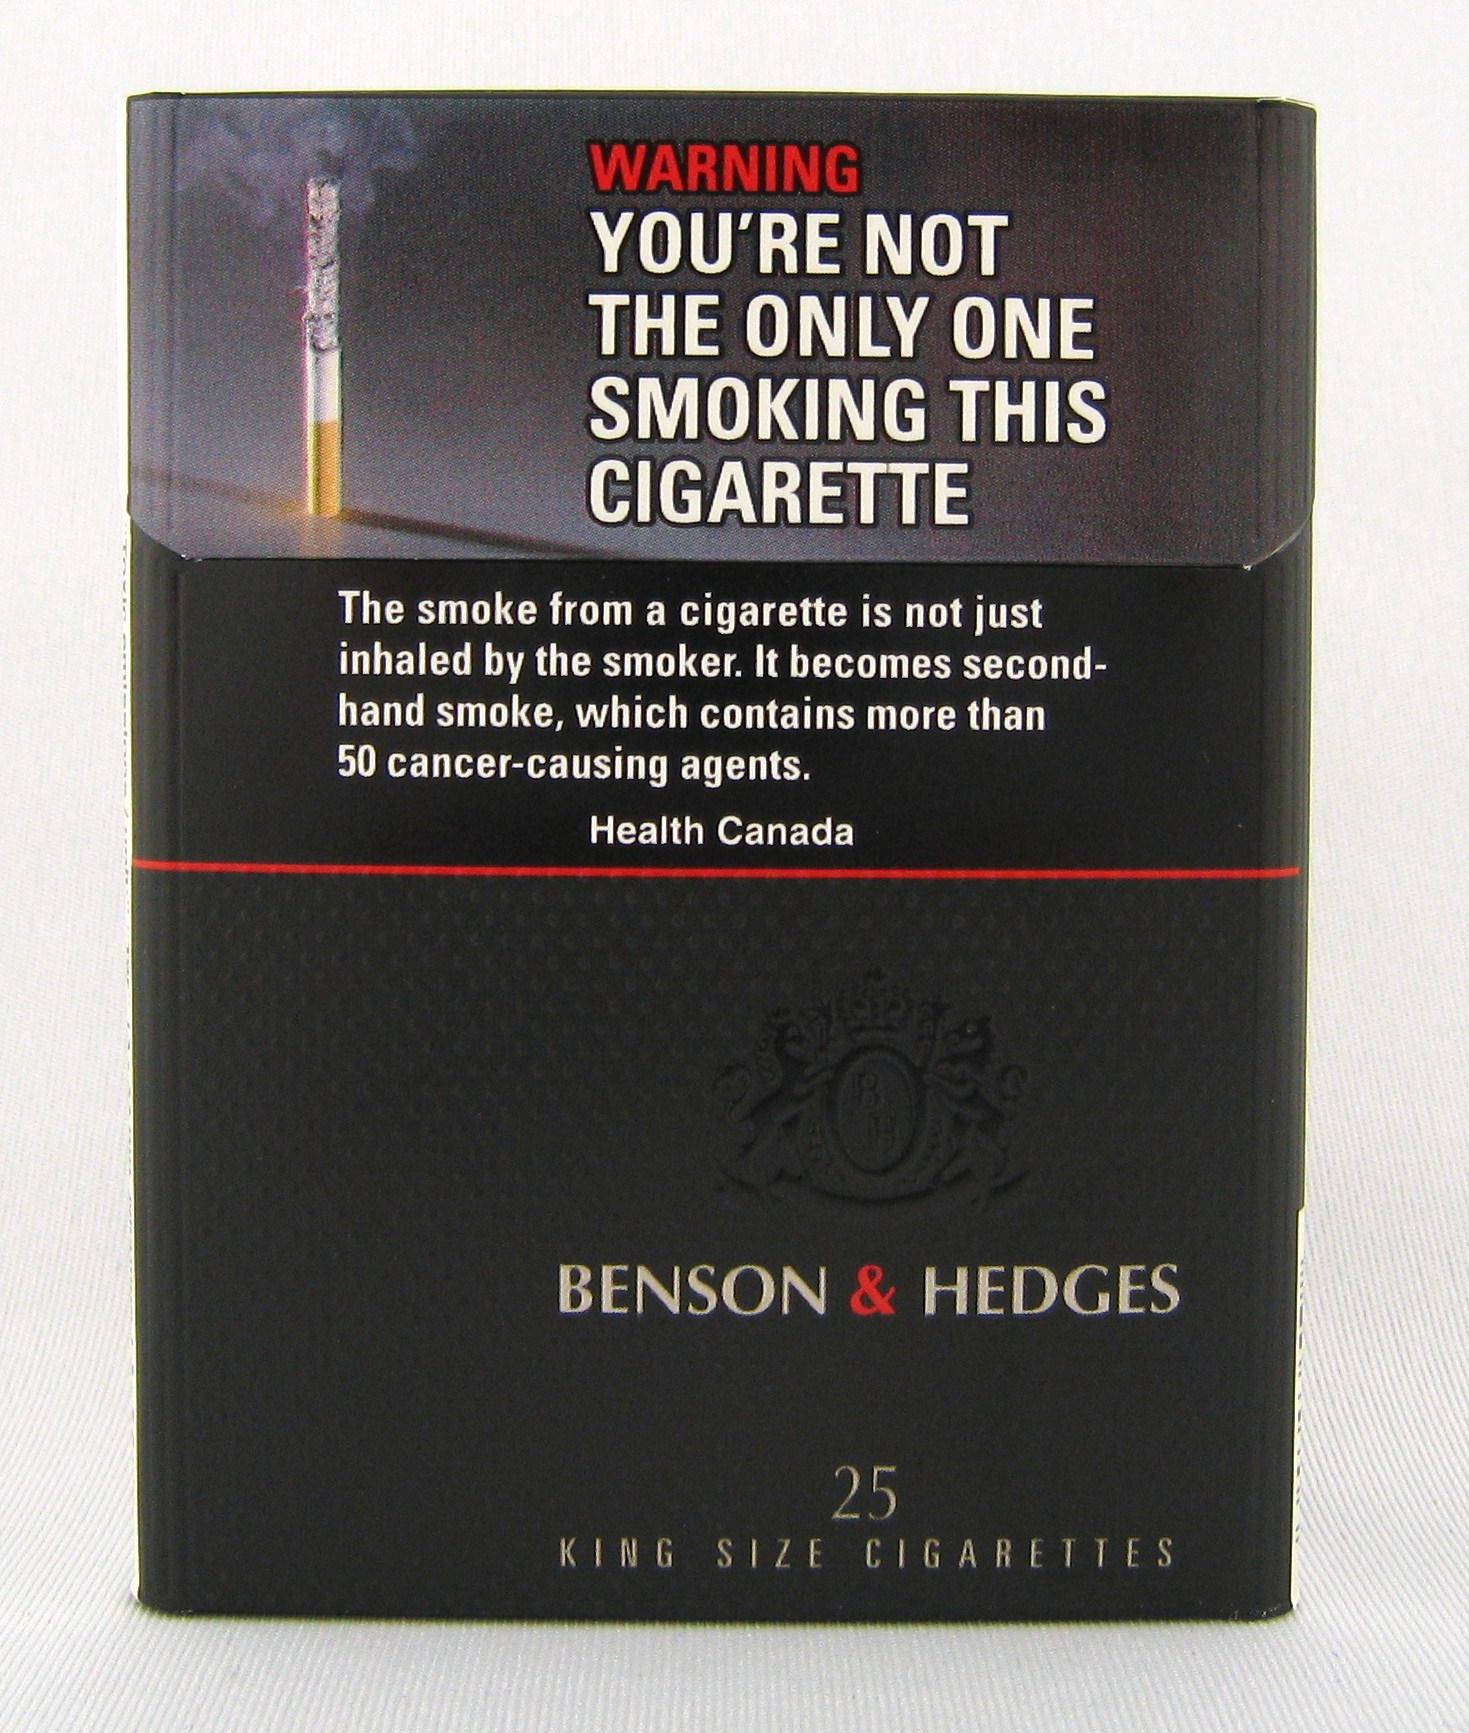 WARNING
YOU'RE NOT
THE ONLY ONE
SMOKING THIS
CIGARETTE
The smoke from a cigarette is not just
inhaled by the smoker. It becomes second-
hand smoke, which contains more than
50 cancer-causing agents.
Health Canada
B
H
BENSON & HEDGES
25
KING SIZE CIGARETTES